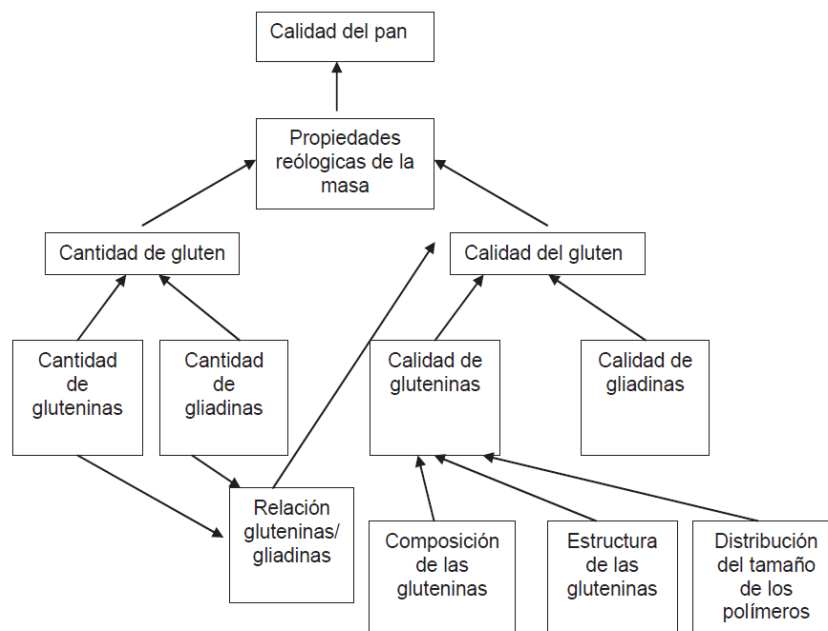 Calidad del pan
Propiedades
reólogicas de la
masa
Cantidad de gluten
Calidad del gluten
Cantidad
de
gluteninas
Cantidad
de
gliadinas
Calidad de
gluteninas
Calidad de
gliadinas
Relación
gluteninas/
gliadinas
Composición
de las
gluteninas
Estructura
de las
gluteninas
Distribución
del tamaño
de los
polímeros